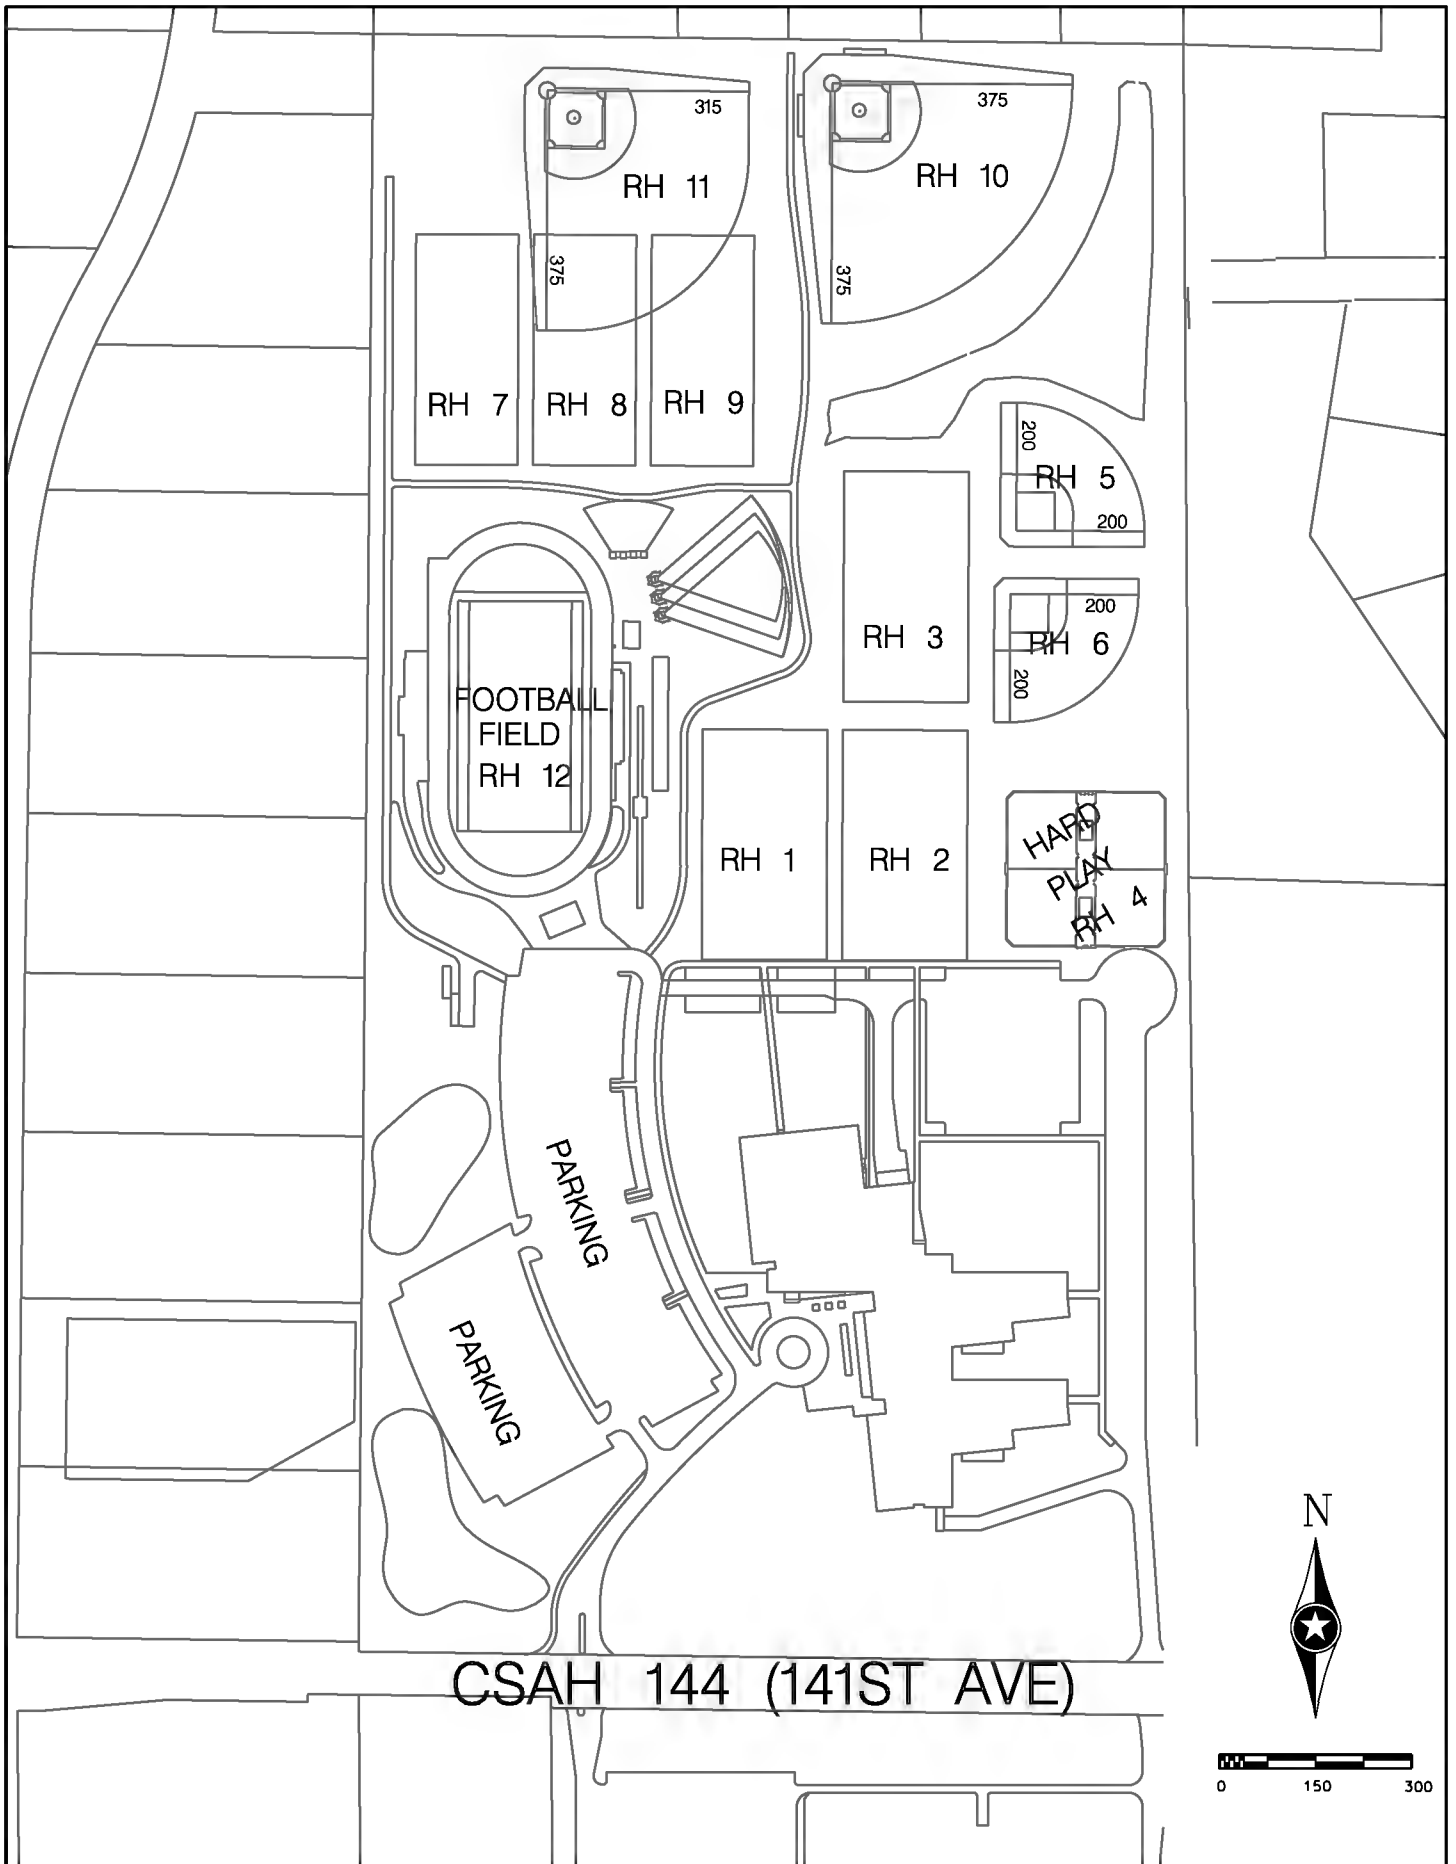 315
375
RH 11
RH 10
375
375
RH 7
RH 8
RH 9
200
RH 5
200
200
RH 6
200
RH 3
FOOTBALL
FIELD
RH 12
RH 1
RH 2
HARD
PLAY
RH 4
PARKING
PARKING
N
CSAH 144 (141ST AVE)
0 150 300